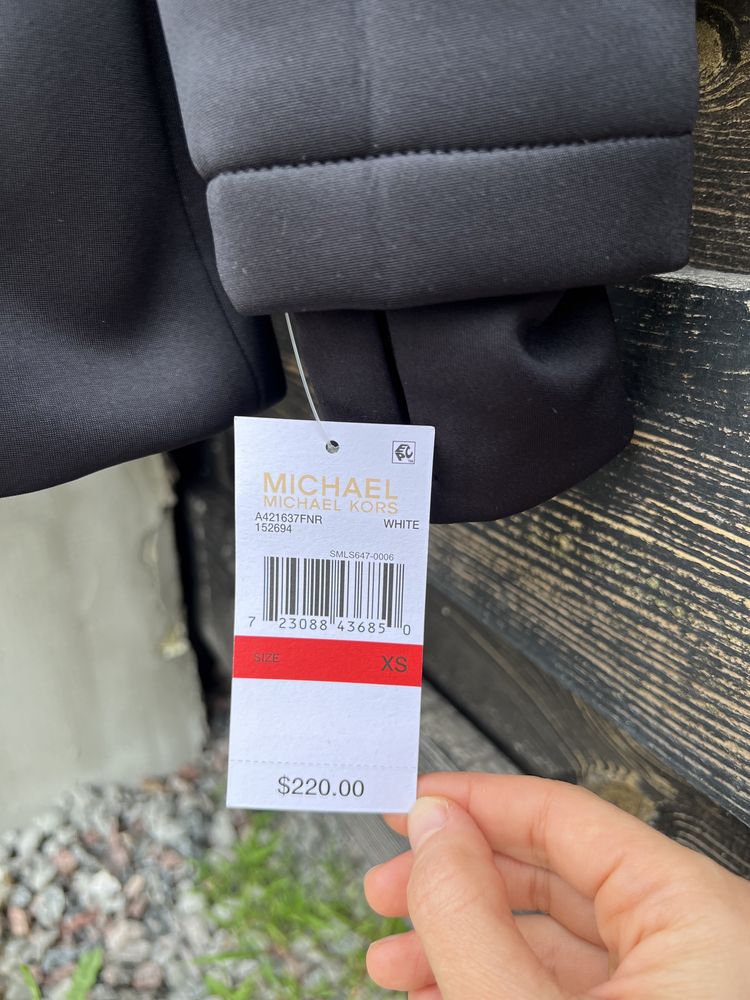 MICHAEL
MICHAEL KORS
A421637FNR WHITE
152694
SMLS647-0006
7 23088 43685 0
SIZE XS
$220.00